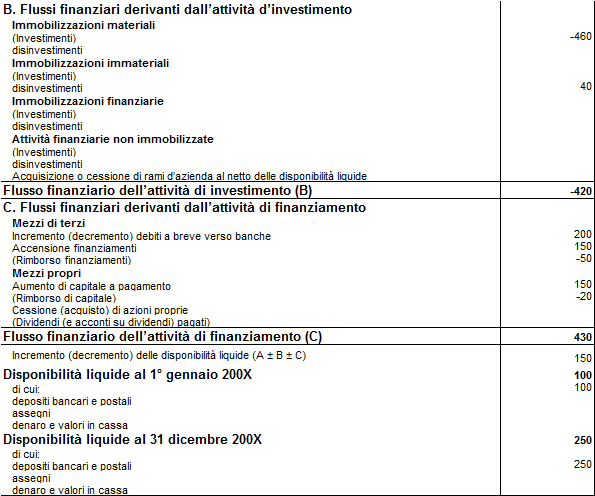 B. Flussi finanziari derivanti dall'attività d'investimento
Immobilizzazioni materiali
(Investimenti) -460
disinvestimenti
Immobilizzazioni immateriali
(Investimenti)
disinvestimenti 40
Immobilizzazioni finanziarie
(Investimenti)
disinvestimenti
Attività finanziarie non immobilizzate
(Investimenti)
disinvestimenti
Acquisizione o cessione di rami d'azienda al netto delle disponibilità liquide
Flusso finanziario dell'attività di investimento (B) -420
C. Flussi finanziari derivanti dall'attività di finanziamento
Mezzi di terzi
Incremento (decremento) debiti a breve verso banche 200
Accensione finanziamenti 150
(Rimborso finanziamenti) -50
Mezzi propri
Aumento di capitale a pagamento 150
(Rimborso di capitale) -20
Cessione (acquisto) di azioni proprie
(Dividendi (e acconti su dividendi) pagati)
Flusso finanziario dell'attività di finanziamento (C) 430
Incremento (decremento) delle disponibilità liquide (A ± B ± C) 150
Disponibilità liquide al 1° gennaio 200X 100
di cui: 100
depositi bancari e postali
assegni
denaro e valori in cassa
Disponibilità liquide al 31 dicembre 200X 250
di cui:
depositi bancari e postali 250
assegni
denaro e valori in cassa